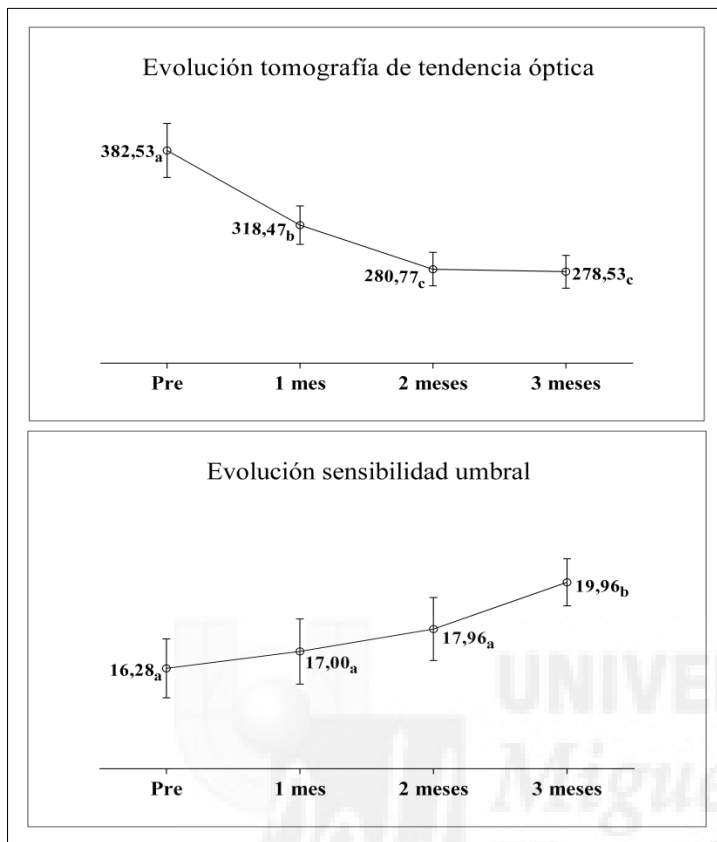 Evolución tomografía de tendencia óptica
382,53a
318,47b
280,77c
278,53c
Pre 1 mes 2 meses 3 meses
Evolución sensibilidad umbral
16,28a
17,00a
17,96a
19,96b
Pre 1 mes 2 meses 3 meses
UNIVE
Migue